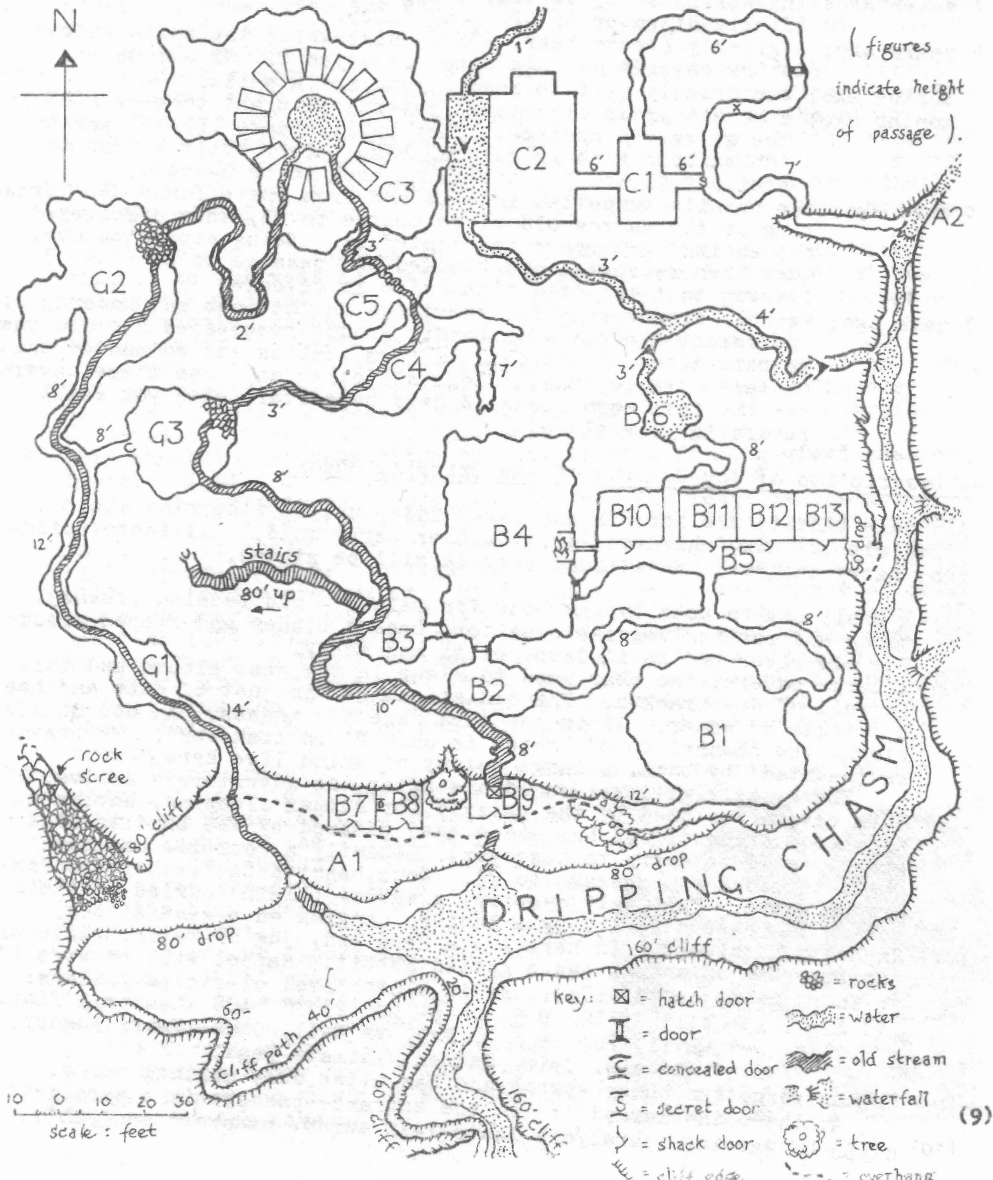 N
1'
6'
( figures
indicate height
of passage ).
C2
6'
C1
6'
7'
C3
A2
3'
G2
3'
C5
2'
4'
C4
7'
3'
8'
B6
3'
8'
G3
8'
8'
B4
B10
B11
B12
B13
B5
50' drop
12'
stairs
80' up
B3
8'
8'
G1
B2
10'
14'
B1
8'
rock
scree
80' cliff
B7
B8
B9
12'
A1
80' drop
DRIPPING CHASM
80' drop
160' cliff
key:
= hatch door
= door
= concealed door
= secret door
= shack door
= cliff edge
= rocks
= water
= old stream
= waterfall
= tree
= overhang
60'
40'
cliff path
160' cliff
160' cliff
10 0 10 20 30
scale : feet
(9)